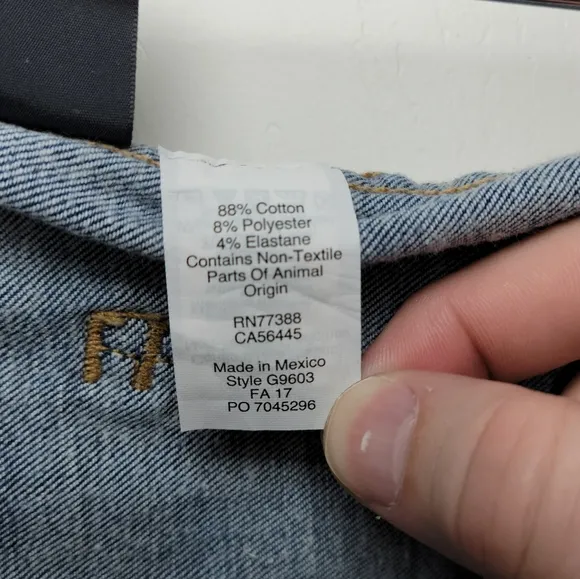 88% Cotton
8% Polyester
4% Elastane
Contains Non-Textile
Parts Of Animal
Origin
RN77388
CA56445
Made in Mexico
Style G9603
FA 17
PO 7045296